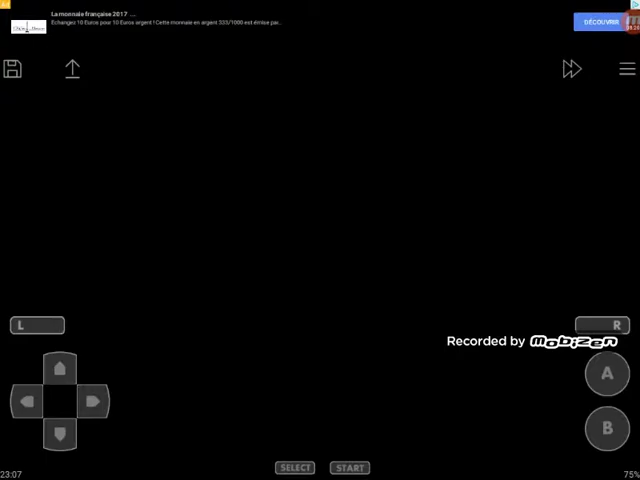 La monnaie française 2017 ...
Echangez 10 Euros pour 10 Euros argent ! Cette monnaie en argent 333/1000 est émise par..
DÉCOUVRIR
L
R
Recorded by Mobizen
A
B
SELECT
START
23:07
75%